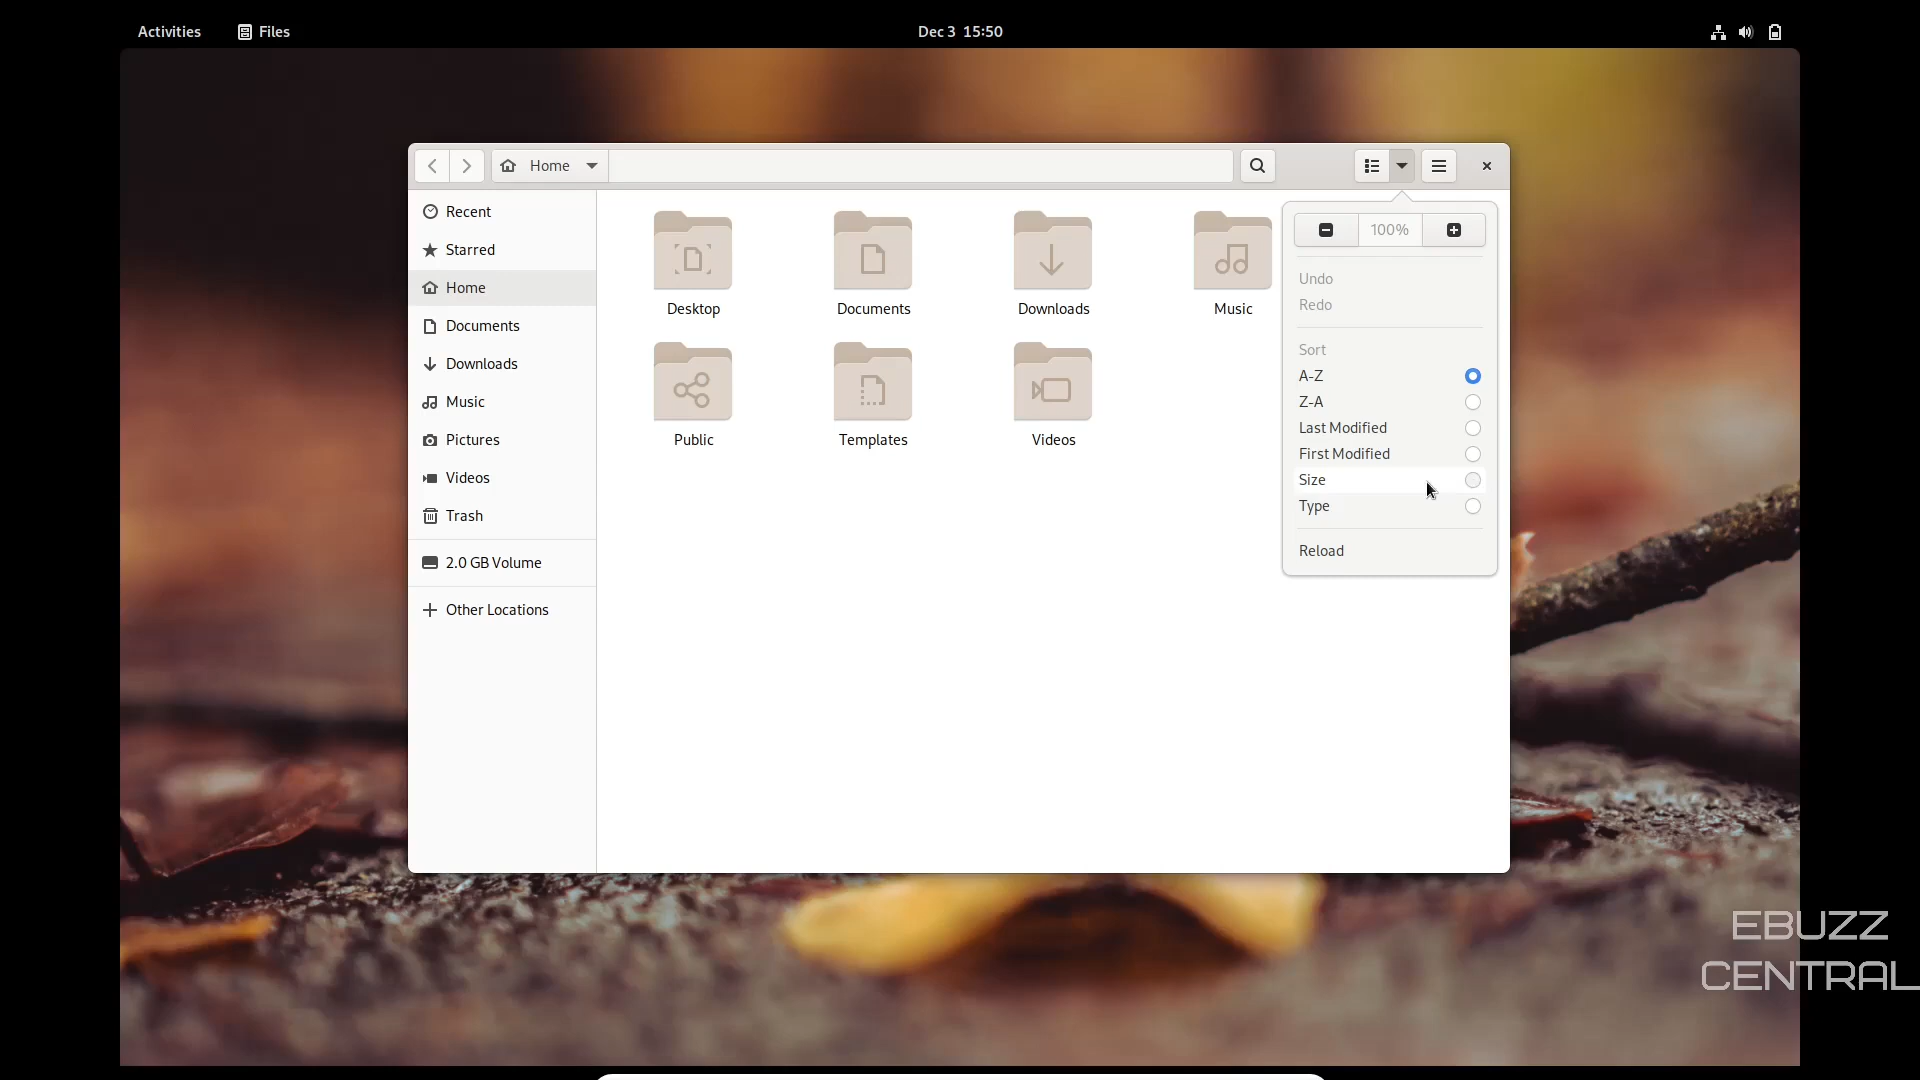 Activities Files Dec 3 15:50
Home
Recent
Starred
Home
Documents
Downloads
Music
Pictures
Videos
Trash
2.0 GB Volume
Other Locations
Desktop Documents Downloads Music
Public Templates Videos
100%
Undo
Redo
Sort
A-Z
Z-A
Last Modified
First Modified
Size
Type
Reload
EBUZZ
CENTRAL